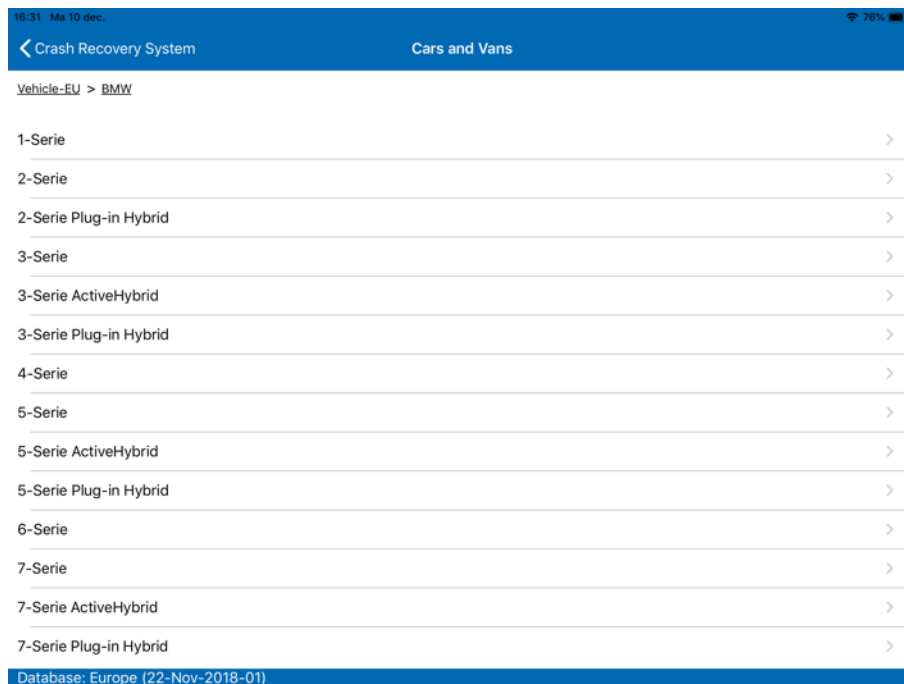 16:31 Ma 10 dec. 76%
Crash Recovery System Cars and Vans
Vehicle-EU > BMW
1-Serie
2-Serie
2-Serie Plug-in Hybrid
3-Serie
3-Serie ActiveHybrid
3-Serie Plug-in Hybrid
4-Serie
5-Serie
5-Serie ActiveHybrid
5-Serie Plug-in Hybrid
6-Serie
7-Serie
7-Serie ActiveHybrid
7-Serie Plug-in Hybrid
Database: Europe (22-Nov-2018-01)